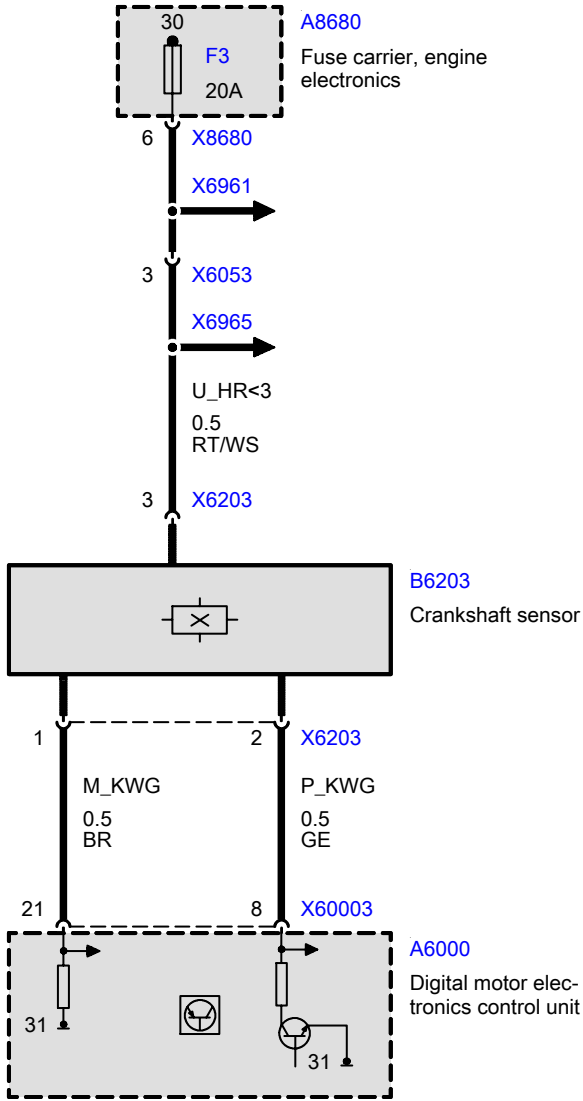 30
A8680
F3
Fuse carrier, engine
electronics
20A
6 X8680
X6961
3 X6053
X6965
U_HR<3
0.5
RT/WS
3 X6203
B6203
Crankshaft sensor
1 2 X6203
M_KWG P_KWG
0.5 0.5
BR GE
21 8 X60003
A6000
Digital motor elec-
tronics control unit
31 31